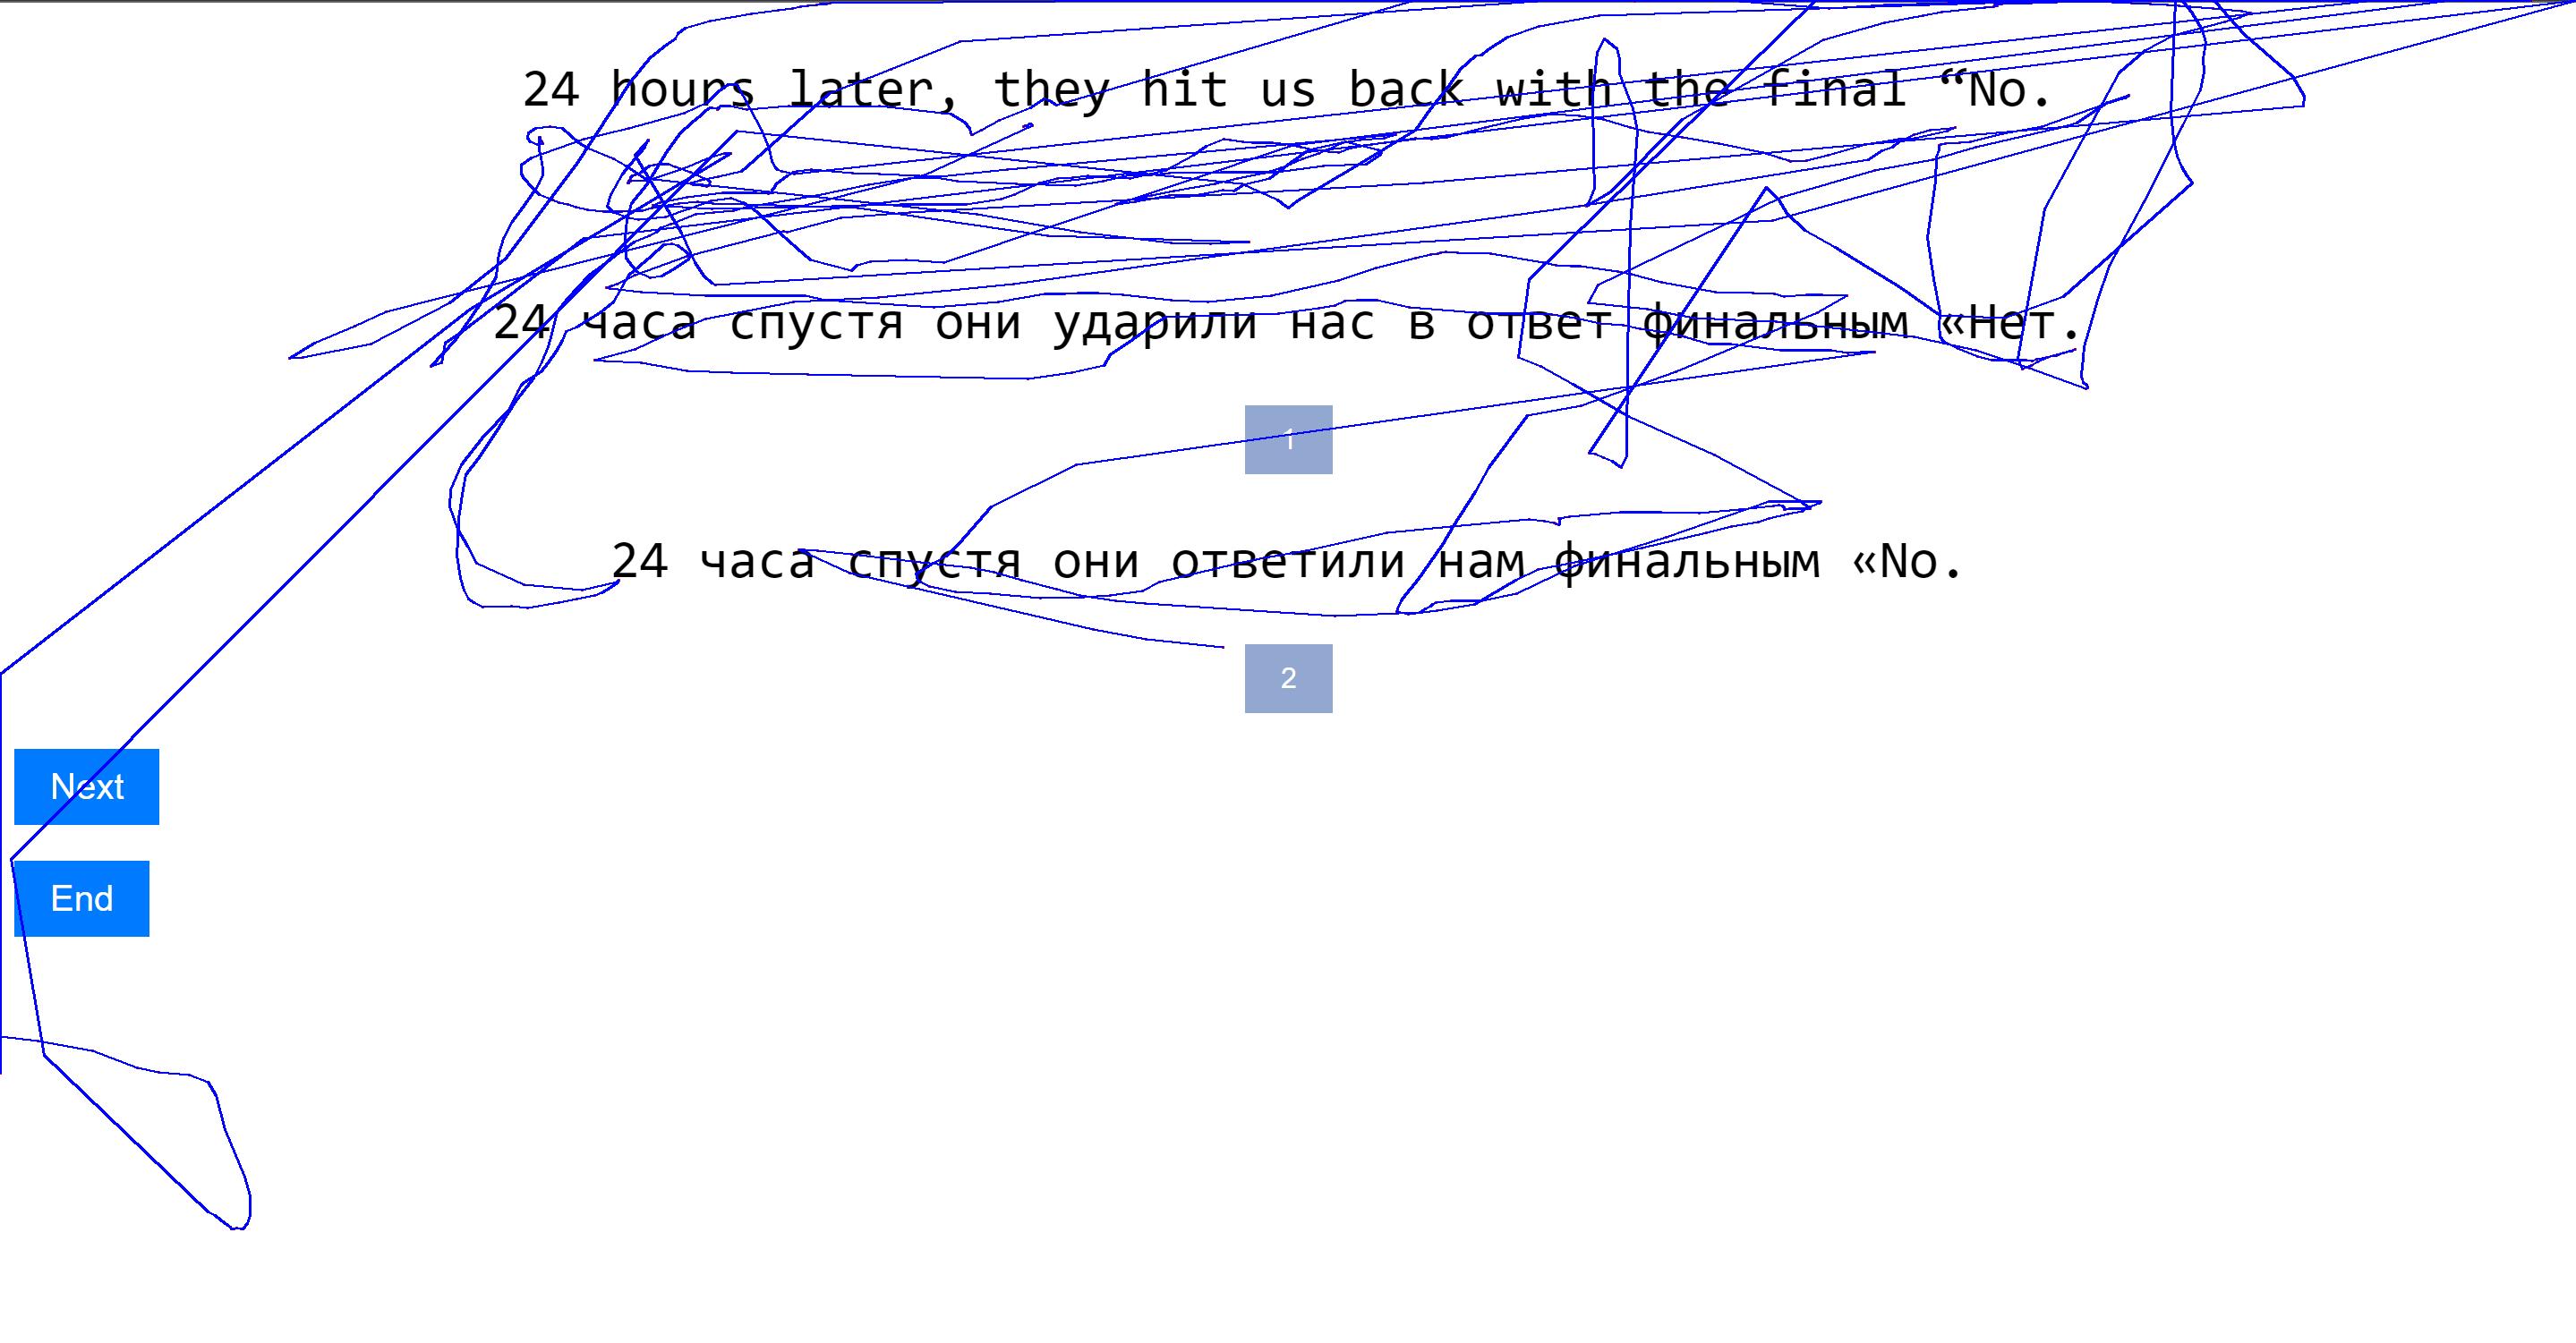 24 hours later, they hit us back with the final “No.
24 часа спустя они ударили нас в ответ финальным «Нет.
1
24 часа спустя они ответили нам финальным «No.
2
Next
End